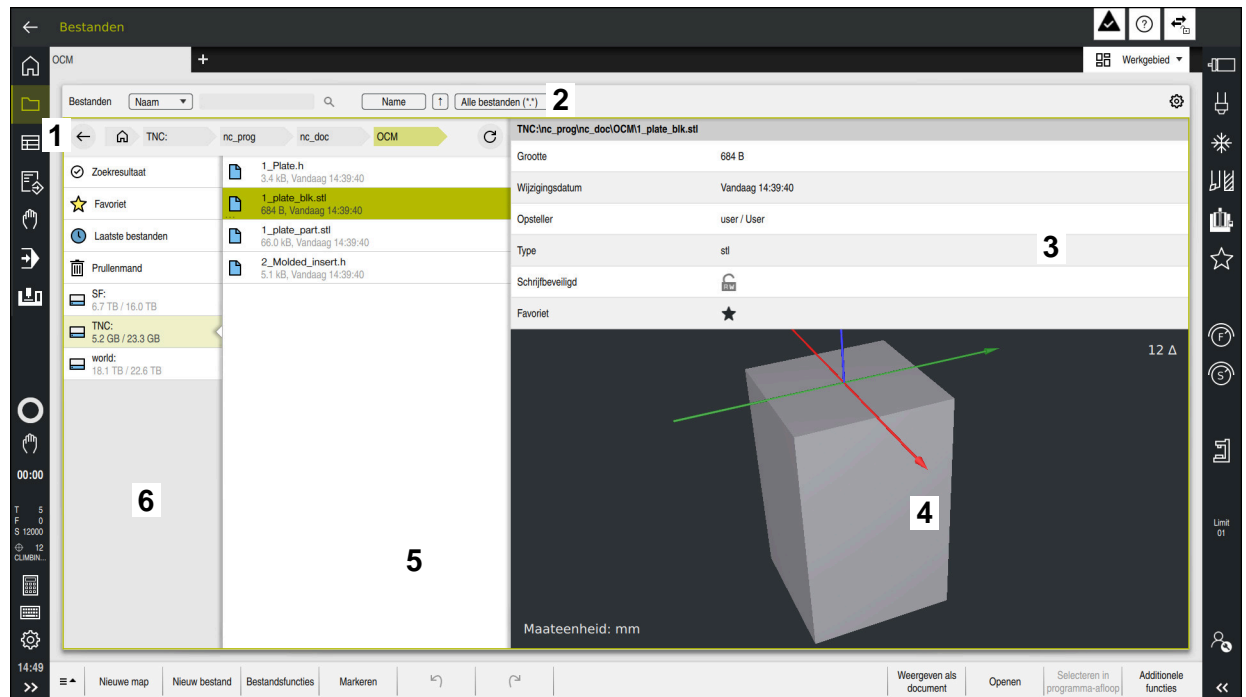 Bestanden
OCM
+
Werkgebied
Bestanden
Naam
Name
Alle bestanden (*.*)
2
1
TNC:
nc_prog
nc_doc
OCM
Zoekresultaat
Favoriet
Laatste bestanden
Prullenmand
SF:
6.7 TB / 16.0 TB
TNC:
5.2 GB / 23.3 GB
world:
18.1 TB / 22.6 TB
6
1_Plate.h
3.4 kB, Vandaag 14:39:40
1_plate_blk.stl
684 B, Vandaag 14:39:40
1_plate_part.stl
66.0 kB, Vandaag 14:39:40
2_Molded_insert.h
5.1 kB, Vandaag 14:39:40
5
TNC:\nc_prog\nc_doc\OCM\1_plate_blk.stl
Grootte 684 B
Wijzigingsdatum Vandaag 14:39:40
Opsteller user / User
Type stl
3
Schrijfbeveiligd RW
Favoriet
12 Δ
4
Maateenheid: mm
00:00
T 5
F 0
S 12000
12
CLIMBIN...
14:49
F
S
Limit
01
Nieuwe map
Nieuw bestand
Bestandsfuncties
Markeren
Weergeven als document
Openen
Selecteren in programma-afloop
Additionele functies